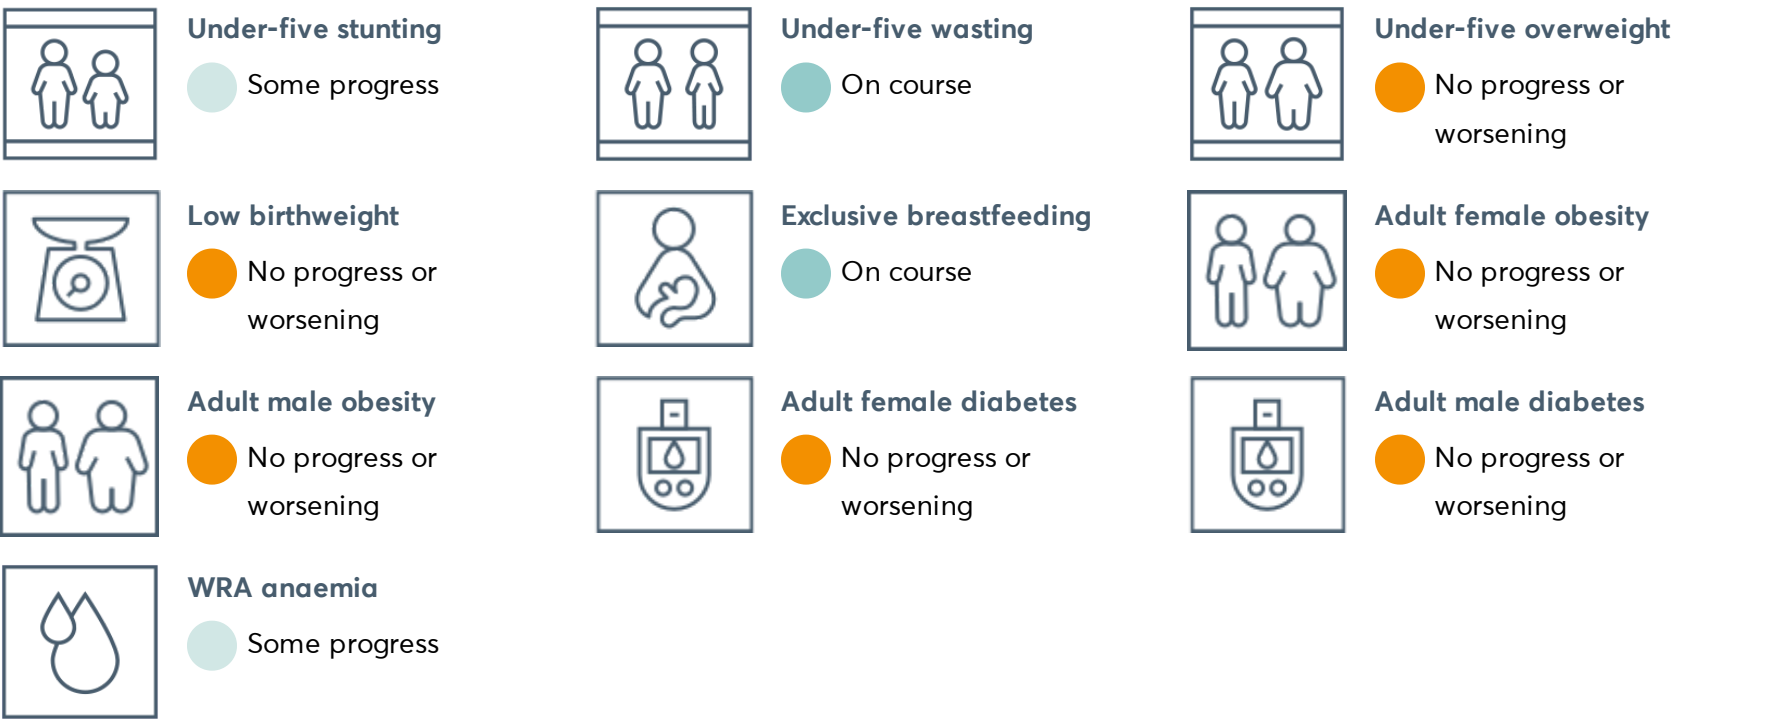 Under-five stunting
Some progress
Under-five wasting
On course
Under-five overweight
No progress or
worsening
Low birthweight
No progress or
worsening
Exclusive breastfeeding
On course
Adult female obesity
No progress or
worsening
Adult male obesity
No progress or
worsening
Adult female diabetes
No progress or
worsening
Adult male diabetes
No progress or
worsening
WRA anaemia
Some progress